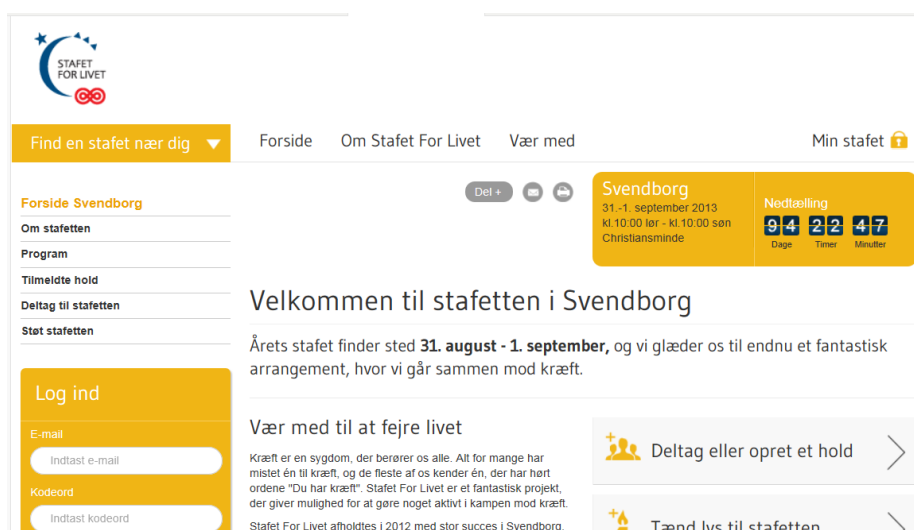 STAFET
FOR LIVET
Find en stafet nær dig
Forside
Om Stafet For Livet
Vær med
Min stafet
Forside Svendborg
Om stafetten
Program
Tilmeldte hold
Deltag til stafetten
Støt stafetten
Del +
Svendborg
31.-1. september 2013
kl.10:00 lør - kl.10:00 søn
Christiansminde
Nedtælling
94 22 47
Dage Timer Minutter
Velkommen til stafetten i Svendborg
Årets stafet finder sted 31. august - 1. september, og vi glæder os til endnu et fantastisk
arrangement, hvor vi går sammen mod kræft.
Log ind
E-mail
Indtast e-mail
Kodeord
Indtast kodeord
Vær med til at fejre livet
Kræft er en sygdom, der berører os alle. Alt for mange har
mistet én til kræft, og de fleste af os kender én, der har hørt
ordene "Du har kræft". Stafet For Livet er et fantastisk projekt,
der giver mulighed for at gøre noget aktivt i kampen mod kræft.
Stafet For Livet afholdtes i 2012 med stor succes i Svendborg.
Deltag eller opret et hold
Tænd lys til stafetten